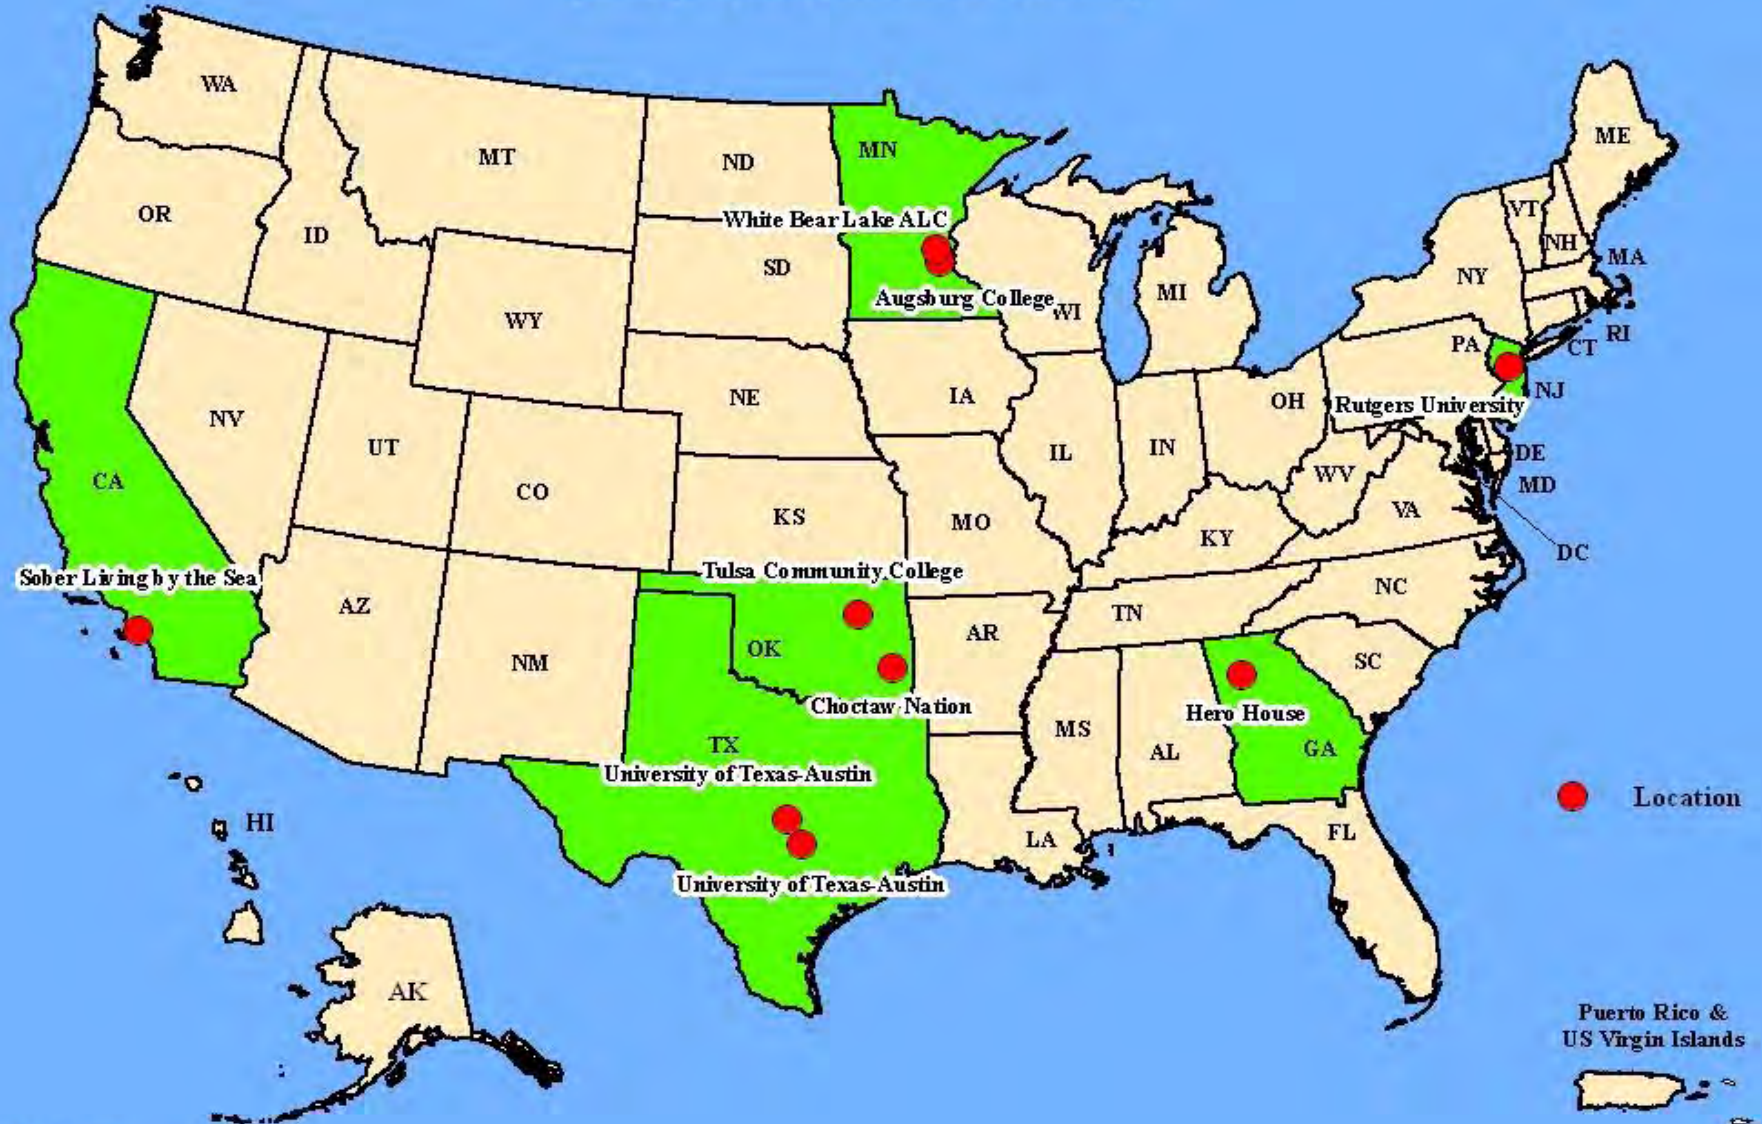 WA
ME
MT
MN
ND
VT
OR
White Bear Lake ALC
ID
NH
MA
SD
NY
MI
Augsburg College
WI
WY
RI
PA
CT
NJ
NE
IA
OH
Rutgers University
NV
UT
IL
IN
DE
CA
WV
MD
CO
KS
MO
VA
KY
DC
Sober Living by the Sea
Tulsa Community College
NC
AZ
TN
AR
OK
NM
SC
Choctaw Nation
Hero House
MS
TX
AL
GA
University of Texas-Austin
Location
HI
LA
FL
University of Texas-Austin
AK
Puerto Rico &
US Virgin Islands